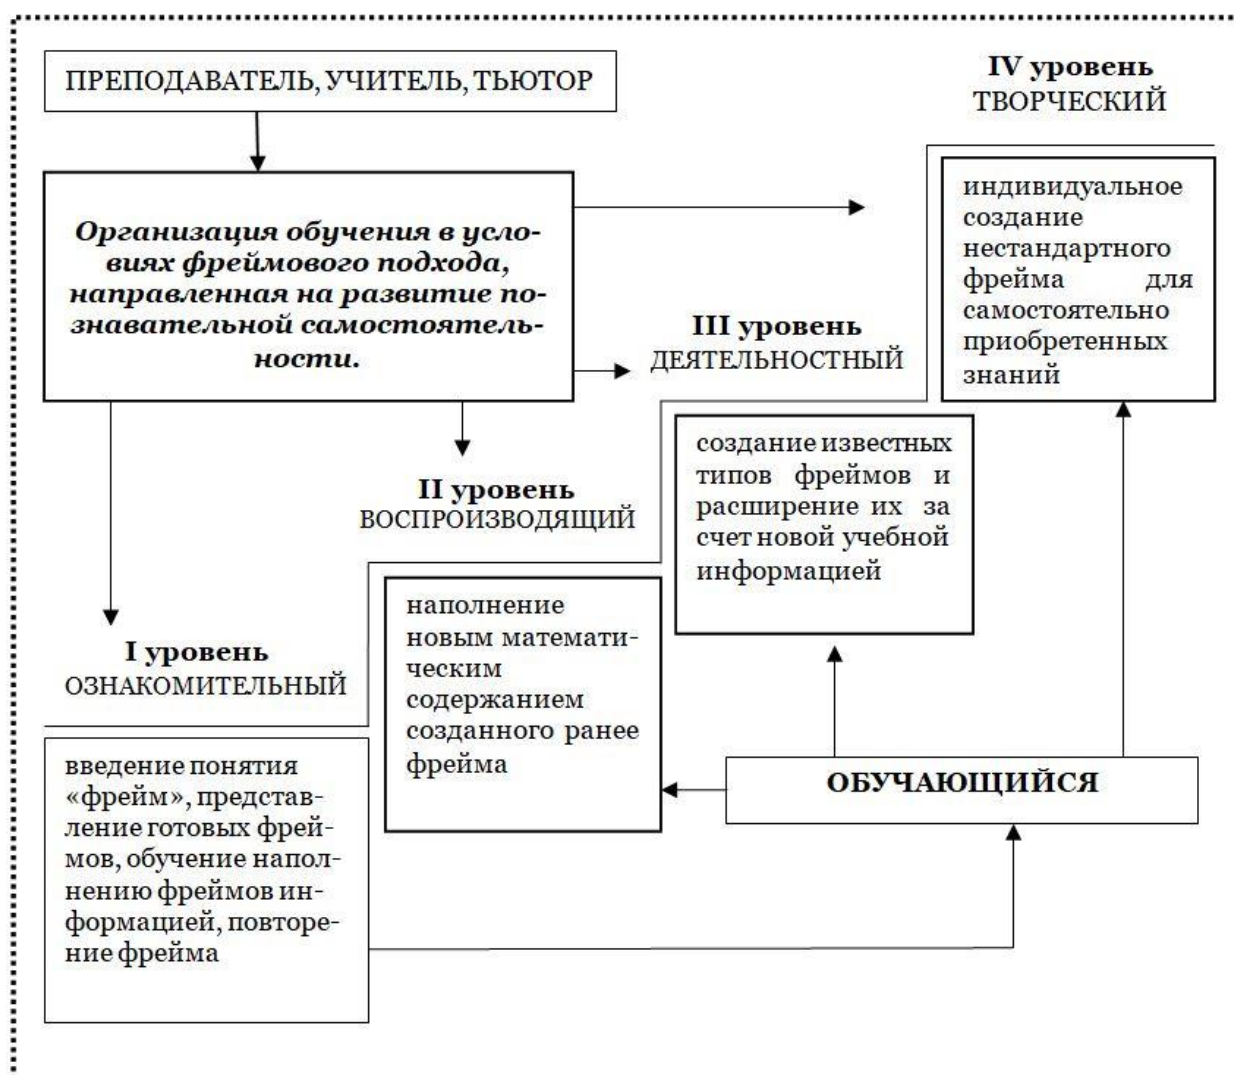 ПРЕПОДАВАТЕЛЬ, УЧИТЕЛЬ, ТЬЮТОР
Организация обучения в усло-
виях фреймового подхода,
направленная на развитие по-
знавательной самостоятель-
ности.
I уровень
ОЗНАКОМИТЕЛЬНЫЙ
введение понятия
«фрейм», представ-
ление готовых фрей-
мов, обучение напол-
нению фреймов ин-
формацией, повторе-
ние фрейма
II уровень
ВОСПРОИЗВОДЯЩИЙ
наполнение
новым математи-
ческим
содержанием
созданного ранее
фрейма
III уровень
ДЕЯТЕЛЬНОСТНЫЙ
создание известных
типов фреймов и
расширение их за
счет новой учебной
информацией
IV уровень
ТВОРЧЕСКИЙ
индивидуальное
создание
нестандартного
фрейма для
самостоятельно
приобретенных
знаний
ОБУЧАЮЩИЙСЯ